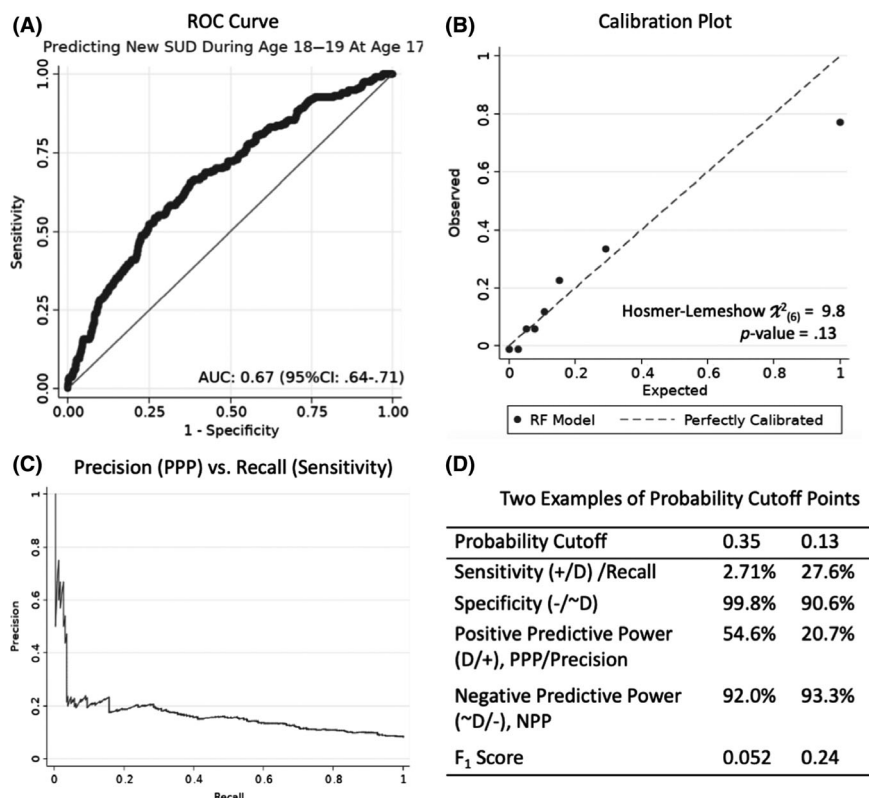 (A)
ROC Curve
Predicting New SUD During Age 18–19 At Age 17
1.00
0.75
0.50
0.25
0.00
Sensitivity
AUC: 0.67 (95%CI: .64-.71)
0.00 0.25 0.50 0.75 1.00
1 - Specificity
(B)
Calibration Plot
1
0.8
0.6
0.4
0.2
0
Observed
Hosmer-Lemeshow 𝜒²(6) = 9.8
p-value = .13
0 0.2 0.4 0.6 0.8 1
Expected
RF Model Perfectly Calibrated
(C)
Precision (PPP) vs. Recall (Sensitivity)
1
0.8
0.6
0.4
0.2
0
Precision
0 0.2 0.4 0.6 0.8 1
Recall
(D)
Two Examples of Probability Cutoff Points
Probability Cutoff 0.35 0.13
Sensitivity (+/D) /Recall 2.71% 27.6%
Specificity (-/~D) 99.8% 90.6%
Positive Predictive Power 54.6% 20.7%
(D/+), PPP/Precision
Negative Predictive Power 92.0% 93.3%
(~D/-), NPP
F₁ Score 0.052 0.24